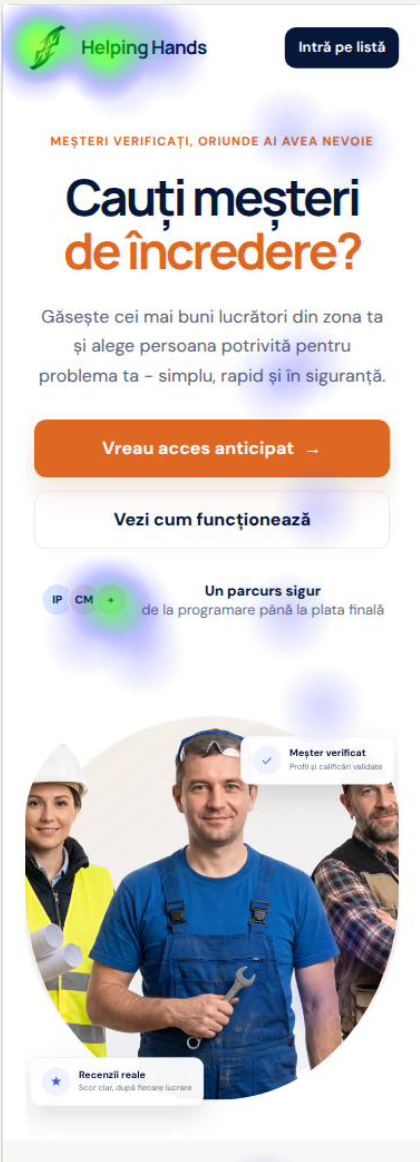 Helping Hands
Intră pe listă
MEȘTERI VERIFICAȚI, ORIUNDE AI AVEA NEVOIE
Cauți meșteri
de încredere?
Găsește cei mai buni lucrători din zona ta
și alege persoana potrivită pentru
problema ta – simplu, rapid și în siguranță.
Vreau acces anticipat →
Vezi cum funcționează
IP CM +
Un parcurs sigur
de la programare până la plata finală
Meșter verificat
Profil și calificări validate
Recenzii reale
Scor clar, după fiecare lucrare